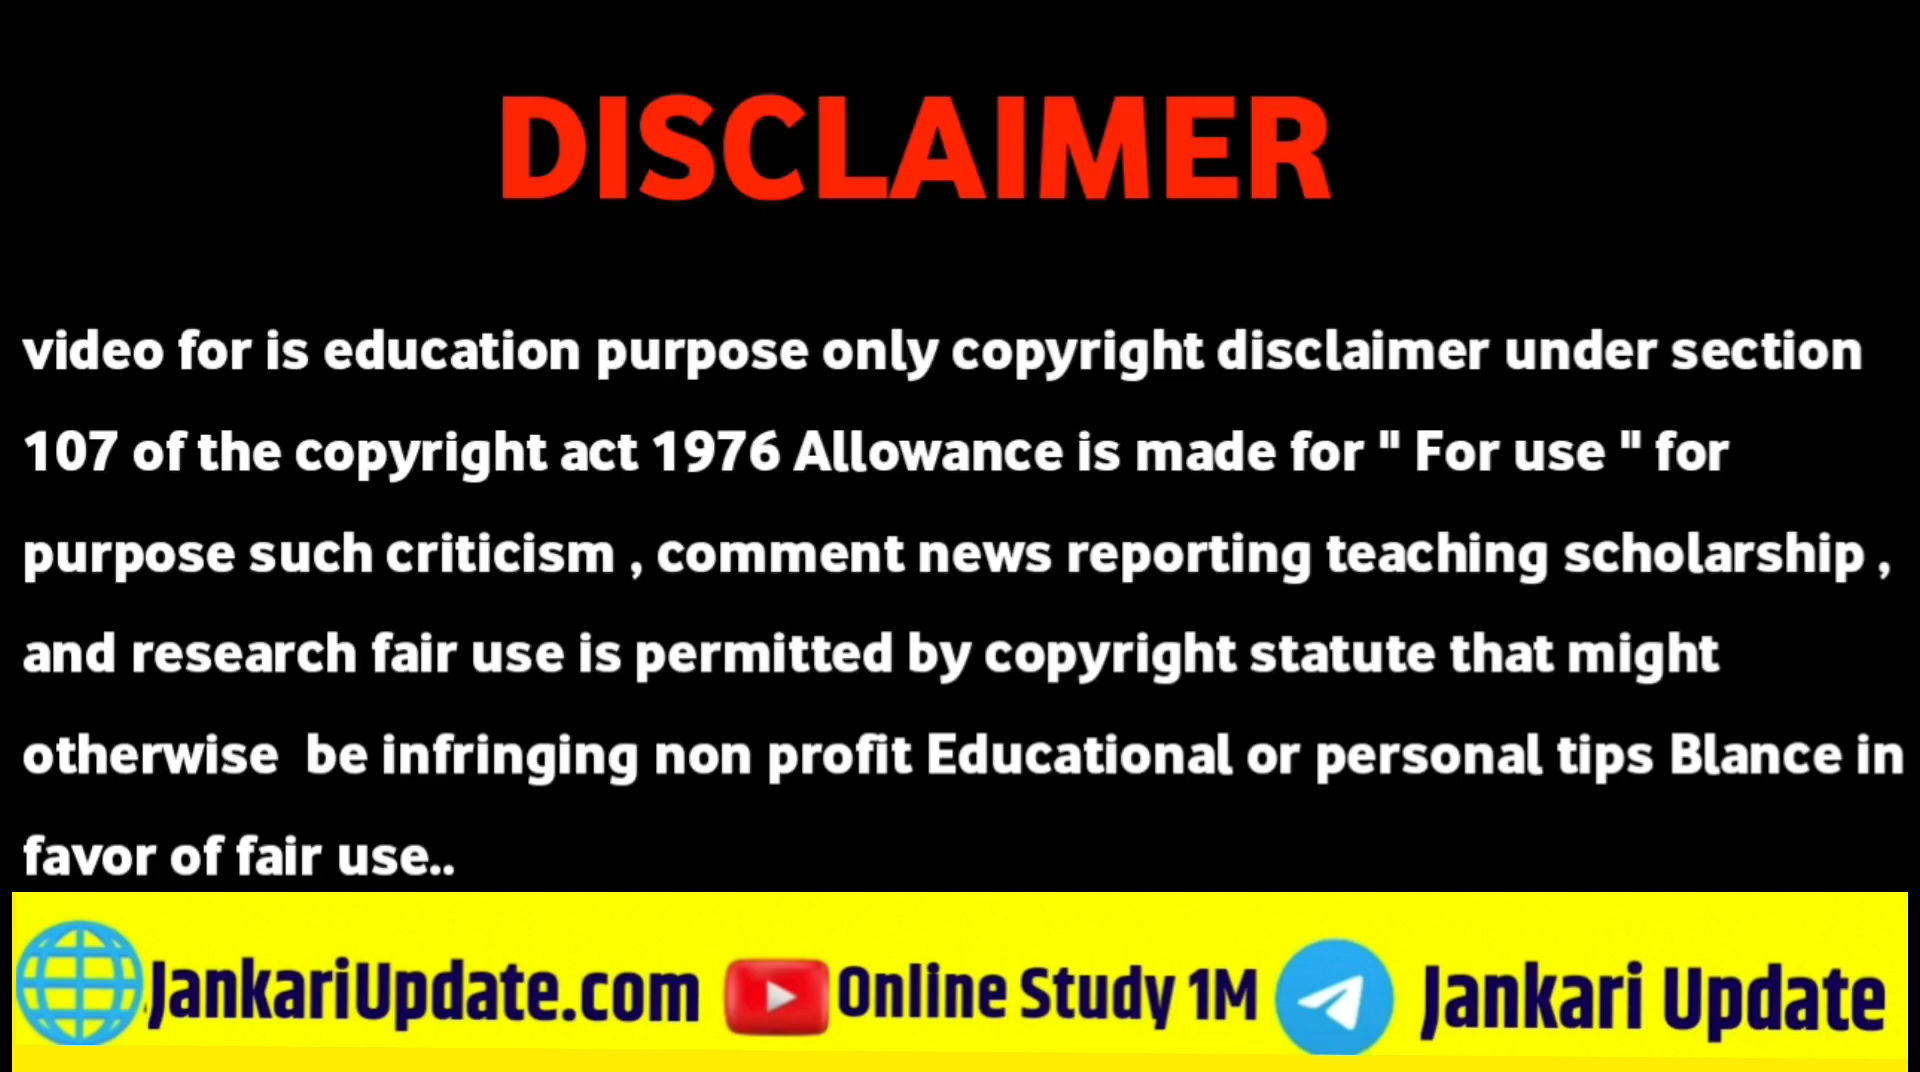 DISCLAIMER
video for is education purpose only copyright disclaimer under section
107 of the copyright act 1976 Allowance is made for " For use " for
purpose such criticism , comment news reporting teaching scholarship ,
and research fair use is permitted by copyright statute that might
otherwise  be infringing non profit Educational or personal tips Blance in
favor of fair use..
JankariUpdate.com Online Study 1M Jankari Update